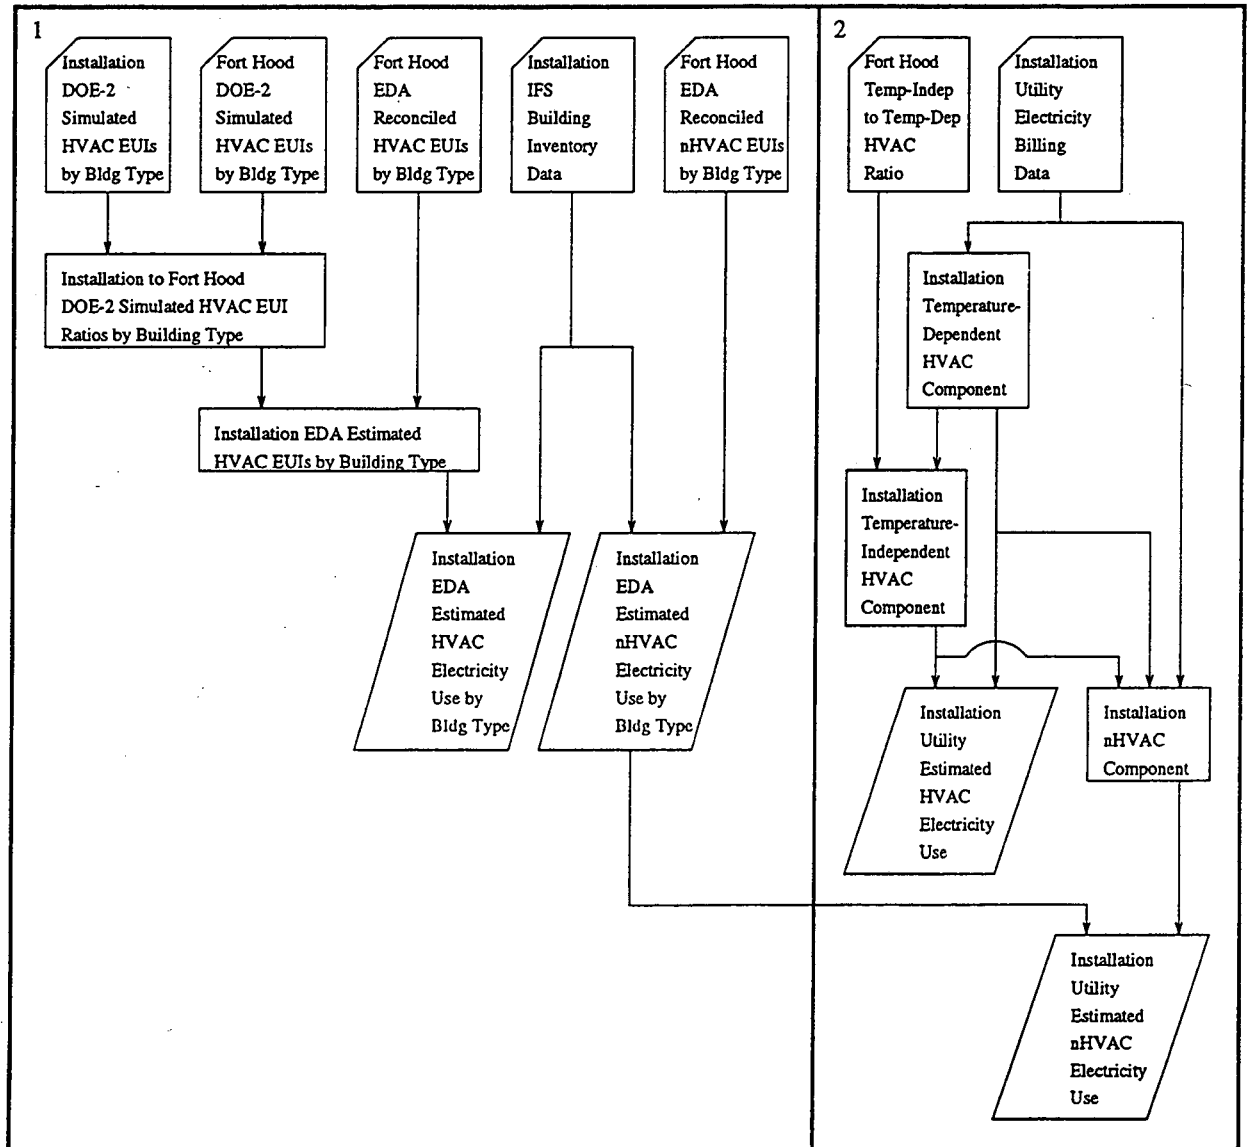 1
Installation
DOE-2
Simulated
HVAC EUIs
by Bldg Type
Fort Hood
DOE-2
Simulated
HVAC EUIs
by Bldg Type
Fort Hood
EDA
Reconciled
HVAC EUIs
by Bldg Type
Installation
IFS
Building
Inventory
Data
Fort Hood
EDA
Reconciled
nHVAC EUIs
by Bldg Type
Installation to Fort Hood
DOE-2 Simulated HVAC EUI
Ratios by Building Type
Installation EDA Estimated
HVAC EUIs by Building Type
Installation
EDA
Estimated
HVAC
Electricity
Use by
Bldg Type
Installation
EDA
Estimated
nHVAC
Electricity
Use by
Bldg Type
2
Fort Hood
Temp-Indep
to Temp-Dep
HVAC
Ratio
Installation
Utility
Electricity
Billing
Data
Installation
Temperature-
Dependent
HVAC
Component
Installation
Temperature-
Independent
HVAC
Component
Installation
Utility
Estimated
HVAC
Electricity
Use
Installation
nHVAC
Component
Installation
Utility
Estimated
nHVAC
Electricity
Use